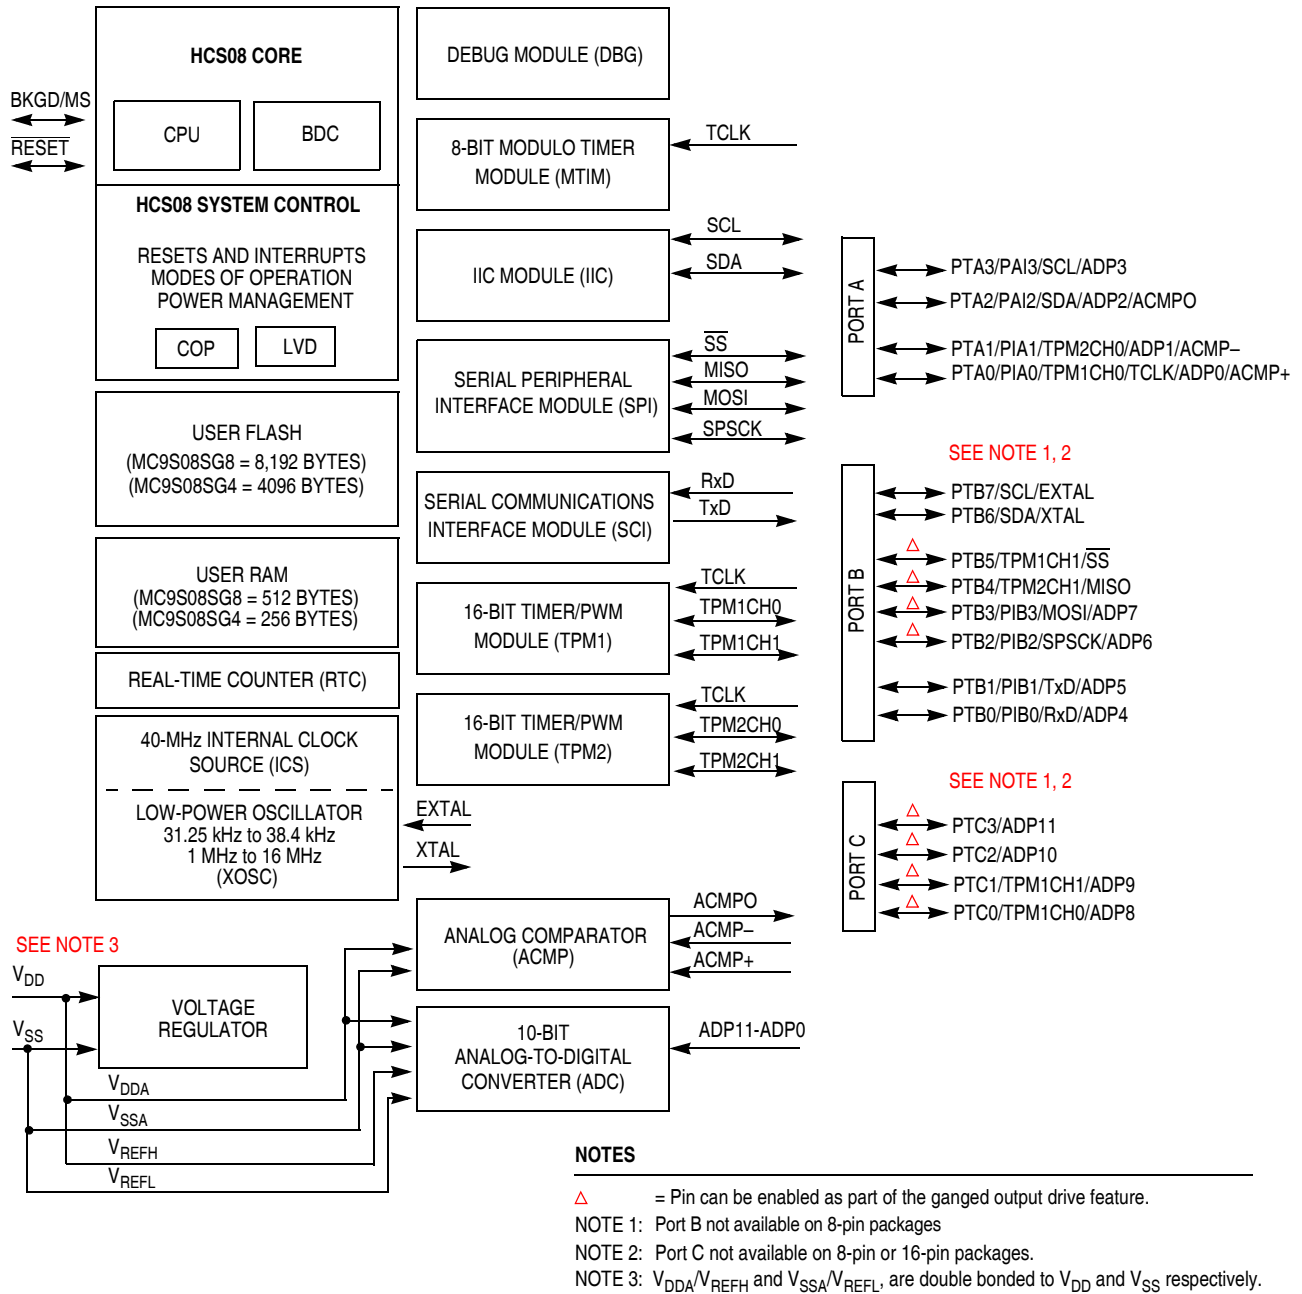 HCS08 CORE
CPU
BDC
BKGD/MS
RESET
HCS08 SYSTEM CONTROL
RESETS AND INTERRUPTS
MODES OF OPERATION
POWER MANAGEMENT
COP
LVD
USER FLASH
(MC9S08SG8 = 8,192 BYTES)
(MC9S08SG4 = 4096 BYTES)
USER RAM
(MC9S08SG8 = 512 BYTES)
(MC9S08SG4 = 256 BYTES)
REAL-TIME COUNTER (RTC)
40-MHz INTERNAL CLOCK
SOURCE (ICS)
LOW-POWER OSCILLATOR
31.25 kHz to 38.4 kHz
1 MHz to 16 MHz
(XOSC)
EXTAL
XTAL
SEE NOTE 3
VDD
VSS
VOLTAGE
REGULATOR
VDDA
VSSA
VREFH
VREFL
DEBUG MODULE (DBG)
8-BIT MODULO TIMER
MODULE (MTIM)
TCLK
IIC MODULE (IIC)
SCL
SDA
SERIAL PERIPHERAL
INTERFACE MODULE (SPI)
SS
MISO
MOSI
SPSCK
SERIAL COMMUNICATIONS
INTERFACE MODULE (SCI)
RxD
TxD
16-BIT TIMER/PWM
MODULE (TPM1)
TCLK
TPM1CH0
TPM1CH1
16-BIT TIMER/PWM
MODULE (TPM2)
TCLK
TPM2CH0
TPM2CH1
ANALOG COMPARATOR
(ACMP)
ACMPO
ACMP–
ACMP+
10-BIT
ANALOG-TO-DIGITAL
CONVERTER (ADC)
ADP11-ADP0
PORT A
PTA3/PAI3/SCL/ADP3
PTA2/PAI2/SDA/ADP2/ACMPO
PTA1/PIA1/TPM2CH0/ADP1/ACMP–
PTA0/PIA0/TPM1CH0/TCLK/ADP0/ACMP+
SEE NOTE 1, 2
PORT B
PTB7/SCL/EXTAL
PTB6/SDA/XTAL
△ PTB5/TPM1CH1/SS
△ PTB4/TPM2CH1/MISO
△ PTB3/PIB3/MOSI/ADP7
△ PTB2/PIB2/SPSCK/ADP6
PTB1/PIB1/TxD/ADP5
PTB0/PIB0/RxD/ADP4
SEE NOTE 1, 2
PORT C
△ PTC3/ADP11
△ PTC2/ADP10
△ PTC1/TPM1CH1/ADP9
△ PTC0/TPM1CH0/ADP8
NOTES
△ = Pin can be enabled as part of the ganged output drive feature.
NOTE 1: Port B not available on 8-pin packages
NOTE 2: Port C not available on 8-pin or 16-pin packages.
NOTE 3: VDDA/VREFH and VSSA/VREFL, are double bonded to VDD and VSS respectively.